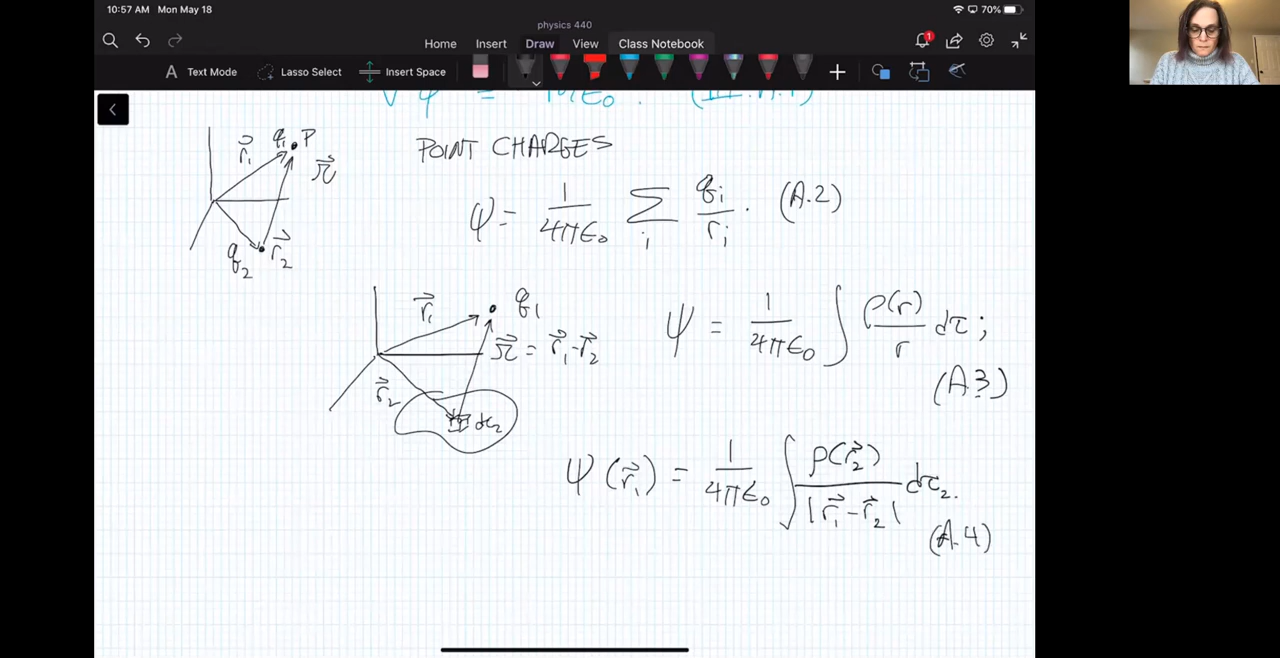 10:57 AM Mon May 18
70%
physics 440
Home Insert Draw View Class Notebook
1
Text Mode Lasso Select Insert Space
POINT CHARGES
r⃗₁ q₁ P
q₂ r⃗₂
ψ = 1/4πϵ₀ Σᵢ qᵢ/rᵢ. (A.2)
r⃗₁ q₁
r⃗₂ 𝓇⃗ = r⃗₁-r⃗₂
dτ₂
ψ = 1/4πϵ₀ ∫ ρ(r)/r dτ;
(A.3)
ψ(r⃗₁) = 1/4πϵ₀ ∫ ρ(r⃗₂)/|r⃗₁-r⃗₂| dτ₂.
(A.4)